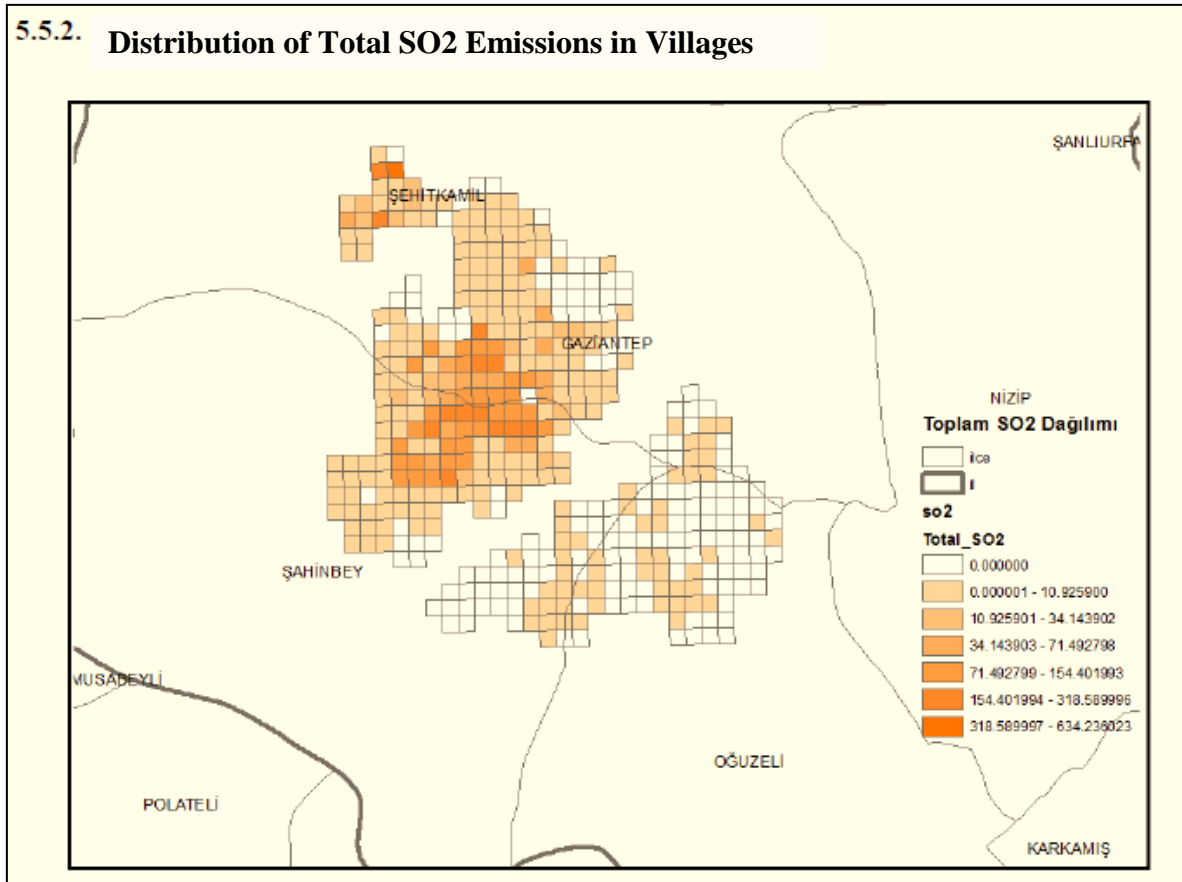 5.5.2. Distribution of Total SO2 Emissions in Villages
ŞANLIURFA
ŞEHİTKAMİL
GAZİANTEP
NİZİP
Toplam SO2 Dağılımı
ilce
il
so2
Total_SO2
0.000000
0.000001 - 10.925900
10.925901 - 34.143902
34.143903 - 71.492798
71.492799 - 154.401993
154.401994 - 318.589996
318.589997 - 634.236023
ŞAHİNBEY
MUSABEYLİ
OĞUZELİ
POLATELİ
KARKAMIŞ